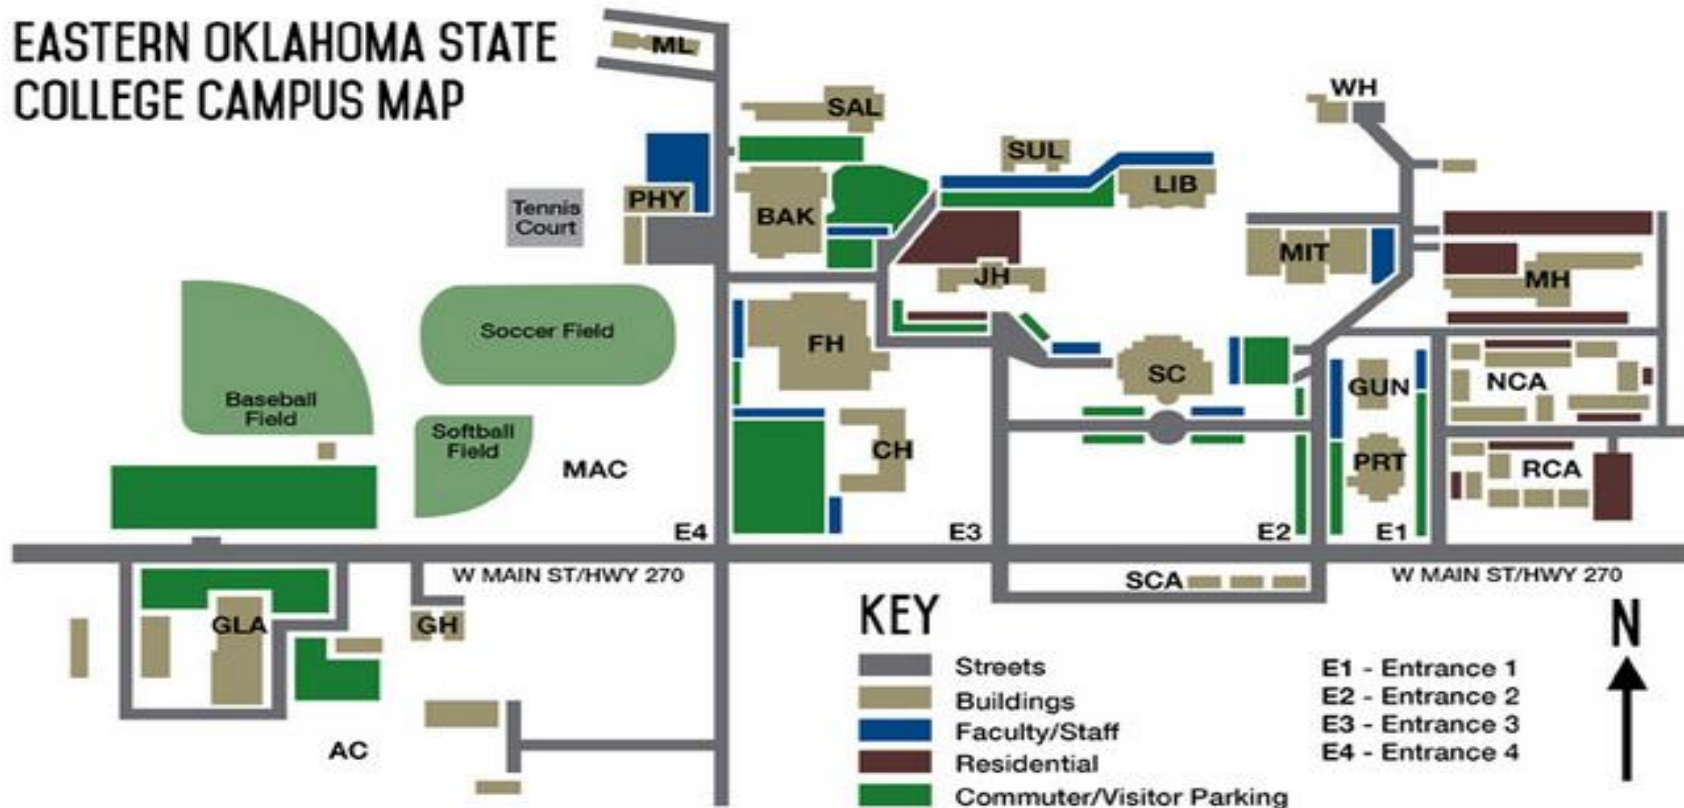 EASTERN OKLAHOMA STATE
COLLEGE CAMPUS MAP
ML
SAL
WH
SUL
LIB
PHY
Tennis
Court
BAK
MIT
JH
MH
Soccer Field
FH
SC
GUN
NCA
Baseball
Field
Softball
Field
MAC
CH
PRT
RCA
E4
E3
E2
E1
W MAIN ST/HWY 270
W MAIN ST/HWY 270
SCA
GLA
GH
AC
KEY
Streets
Buildings
Faculty/Staff
Residential
Commuter/Visitor Parking
E1 - Entrance 1
E2 - Entrance 2
E3 - Entrance 3
E4 - Entrance 4
N